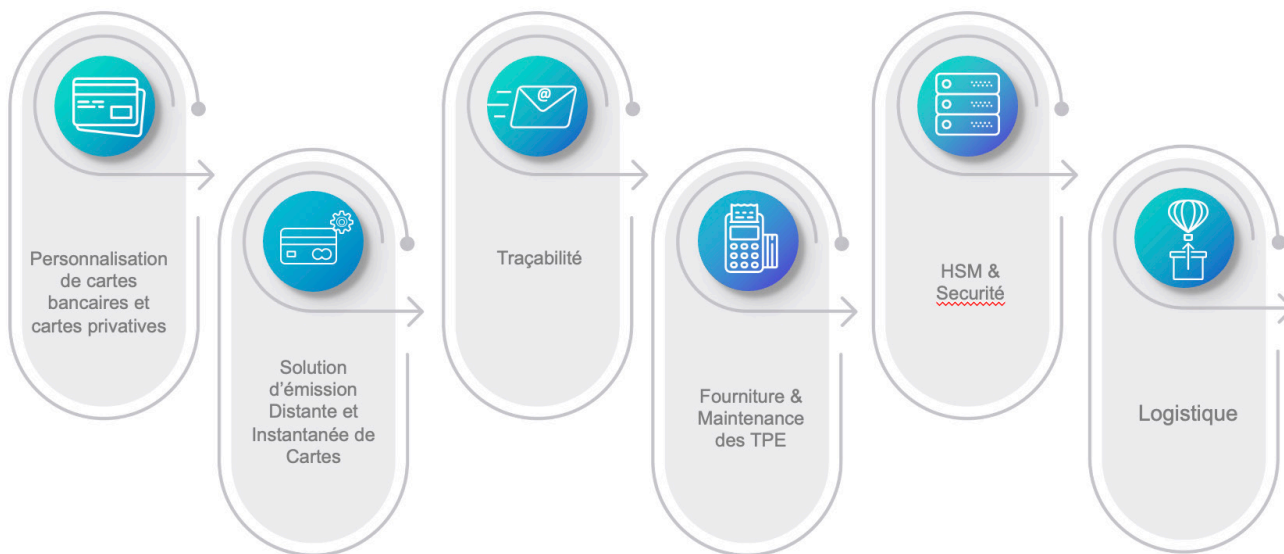 Personnalisation
de cartes
bancaires et
cartes privatives
Solution
d’émission
Distante et
Instantanée de
Cartes
@
Traçabilité
Fourniture &
Maintenance
des TPE
HSM &
Securité
Logistique